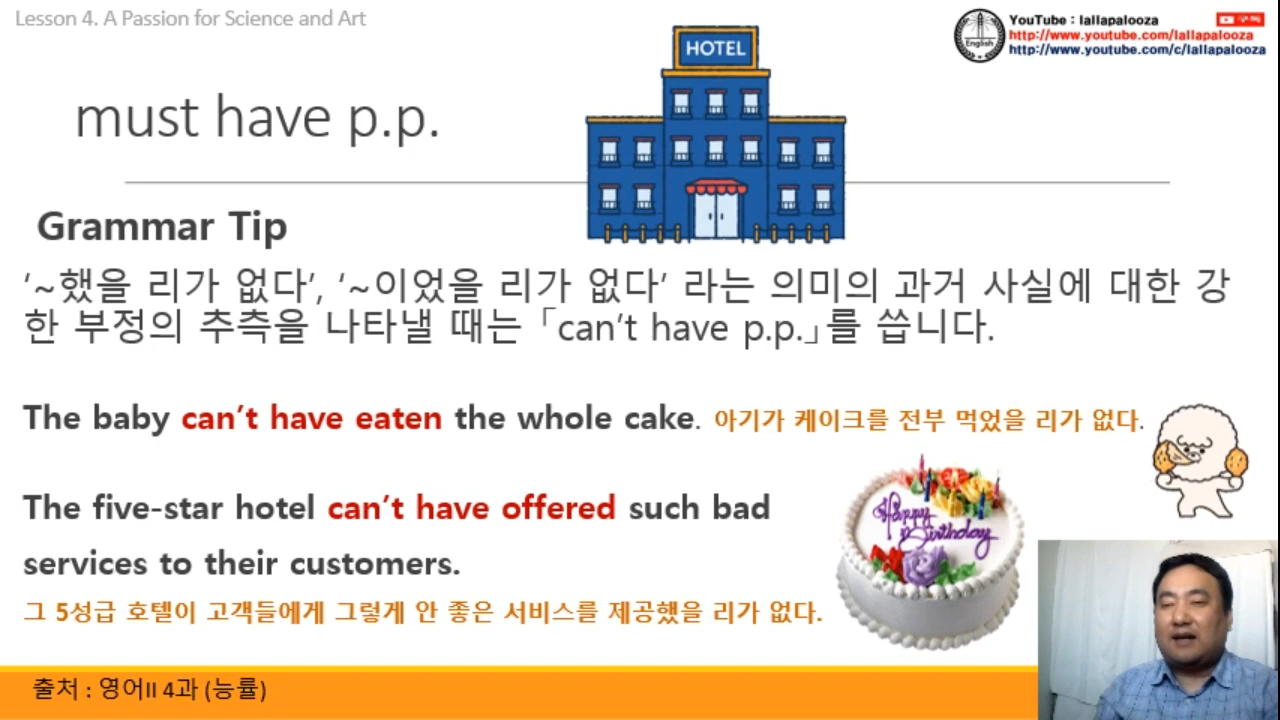 Lesson 4. A Passion for Science and Art
YouTube : lallapalooza
구독
http://www.youtube.com/lallapalooza
http://www.youtube.com/c/lallapalooza
English
HOTEL
must have p.p.
Grammar Tip
‘~했을 리가 없다’, ‘~이었을 리가 없다’ 라는 의미의 과거 사실에 대한 강
한 부정의 추측을 나타낼 때는 「can’t have p.p.」를 씁니다.
The baby can’t have eaten the whole cake. 아기가 케이크를 전부 먹었을 리가 없다.
The five-star hotel can’t have offered such bad
services to their customers.
그 5성급 호텔이 고객들에게 그렇게 안 좋은 서비스를 제공했을 리가 없다.
Happy
Birthday
출처 : 영어II 4과 (능률)